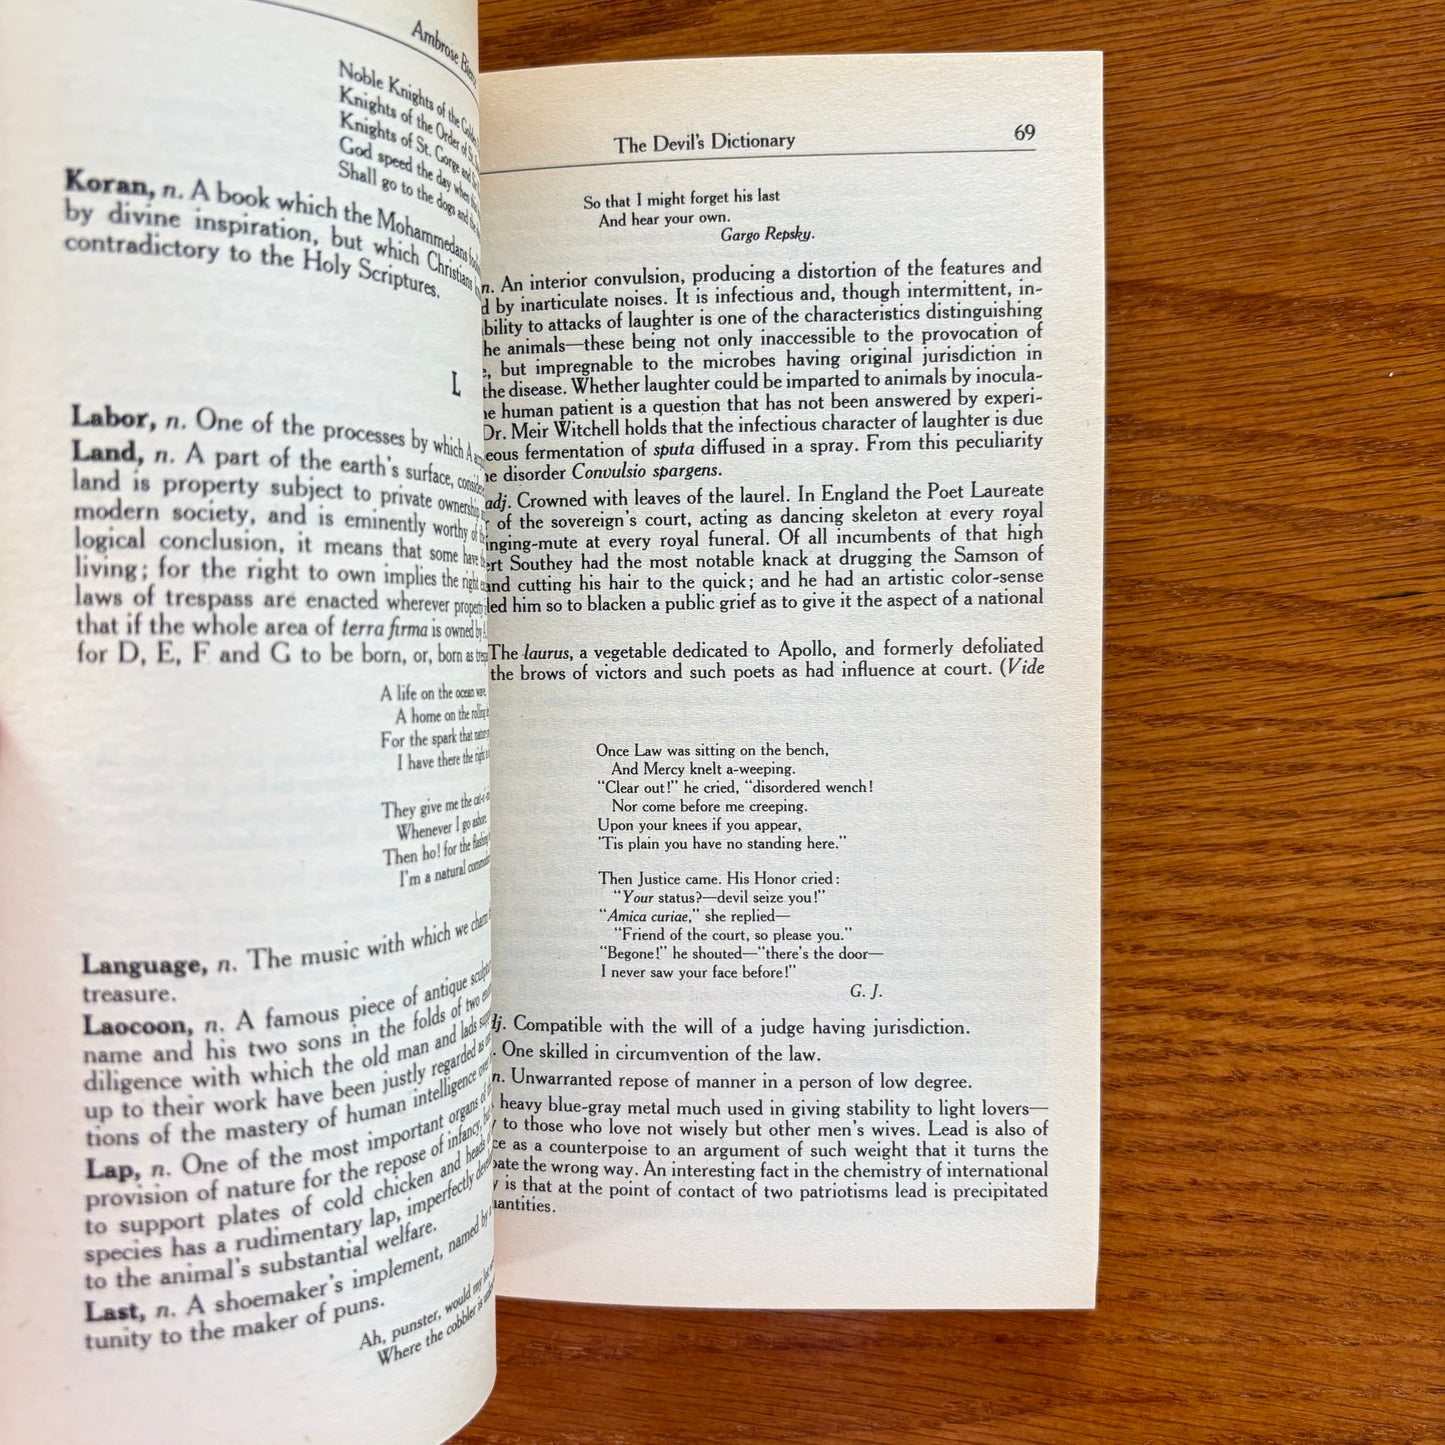 Ambrose
Noble Knights of the
Knights of the Order of
Knights of St. Gorge and
God speed the day when
Shall go to the dogs and
Koran, n. A book which the Mohammedans
by divine inspiration, but which Christians
contradictory to the Holy Scriptures.
L
Labor, n. One of the processes by which A
Land, n. A part of the earth's surface,
land is property subject to private ownership
modern society, and is eminently worthy of
logical conclusion, it means that some have
living; for the right to own implies the right
laws of trespass are enacted wherever property
that if the whole area of terra firma is owned by
for D, E, F and G to be born, or, born as
A life on the ocean wave,
A home on the rolling
For the spark that nature
I have there the right
They give me the
Whenever I go ashore,
Then ho! for the flashing
I'm a natural
Language, n. The music with which we charm
treasure.
Laocoon, n. A famous piece of antique
name and his two sons in the folds of two
diligence with which the old man and lads
up to their work have been justly regarded as
tions of the mastery of human intelligence
Lap, n. One of the most important organs of
provision of nature for the repose of infancy,
to support plates of cold chicken and heads
species has a rudimentary lap, imperfectly
to the animal's substantial welfare.
Last, n. A shoemaker's implement, named by
tunity to the maker of puns.
Ah, punster, would my lot
Where the cobbler is
The Devil's Dictionary 69
So that I might forget his last
And hear your own.
Gargo Repsky.
n. An interior convulsion, producing a distortion of the features and
d by inarticulate noises. It is infectious and, though intermittent, in-
bility to attacks of laughter is one of the characteristics distinguishing
he animals—these being not only inaccessible to the provocation of
, but impregnable to the microbes having original jurisdiction in
the disease. Whether laughter could be imparted to animals by inocula-
human patient is a question that has not been answered by experi-
Dr. Meir Witchell holds that the infectious character of laughter is due
eous fermentation of sputa diffused in a spray. From this peculiarity
e disorder Convulsio spargens.
adj. Crowned with leaves of the laurel. In England the Poet Laureate
of the sovereign's court, acting as dancing skeleton at every royal
nging-mute at every royal funeral. Of all incumbents of that high
ert Southey had the most notable knack at drugging the Samson of
and cutting his hair to the quick; and he had an artistic color-sense
led him so to blacken a public grief as to give it the aspect of a national
The laurus, a vegetable dedicated to Apollo, and formerly defoliated
the brows of victors and such poets as had influence at court. (Vide
Once Law was sitting on the bench,
And Mercy knelt a-weeping.
"Clear out!" he cried, "disordered wench!
Nor come before me creeping.
Upon your knees if you appear,
'Tis plain you have no standing here."
Then Justice came. His Honor cried:
"Your status?—devil seize you!"
"Amica curiae," she replied—
"Friend of the court, so please you."
"Begone!" he shouted—"there's the door—
I never saw your face before!"
G. J.
dj. Compatible with the will of a judge having jurisdiction.
. One skilled in circumvention of the law.
n. Unwarranted repose of manner in a person of low degree.
heavy blue-gray metal much used in giving stability to light lovers—
to those who love not wisely but other men's wives. Lead is also of
ce as a counterpoise to an argument of such weight that it turns the
bate the wrong way. An interesting fact in the chemistry of international
y is that at the point of contact of two patriotisms lead is precipitated
uantities.